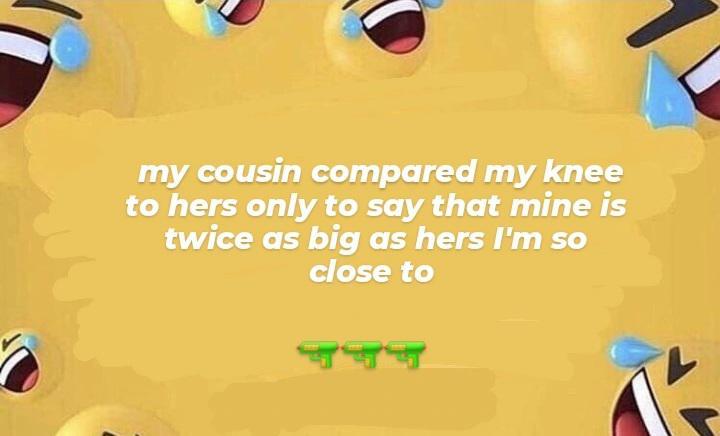 my cousin compared my knee
to hers only to say that mine is
twice as big as hers I'm so
close to
🔫🔫🔫